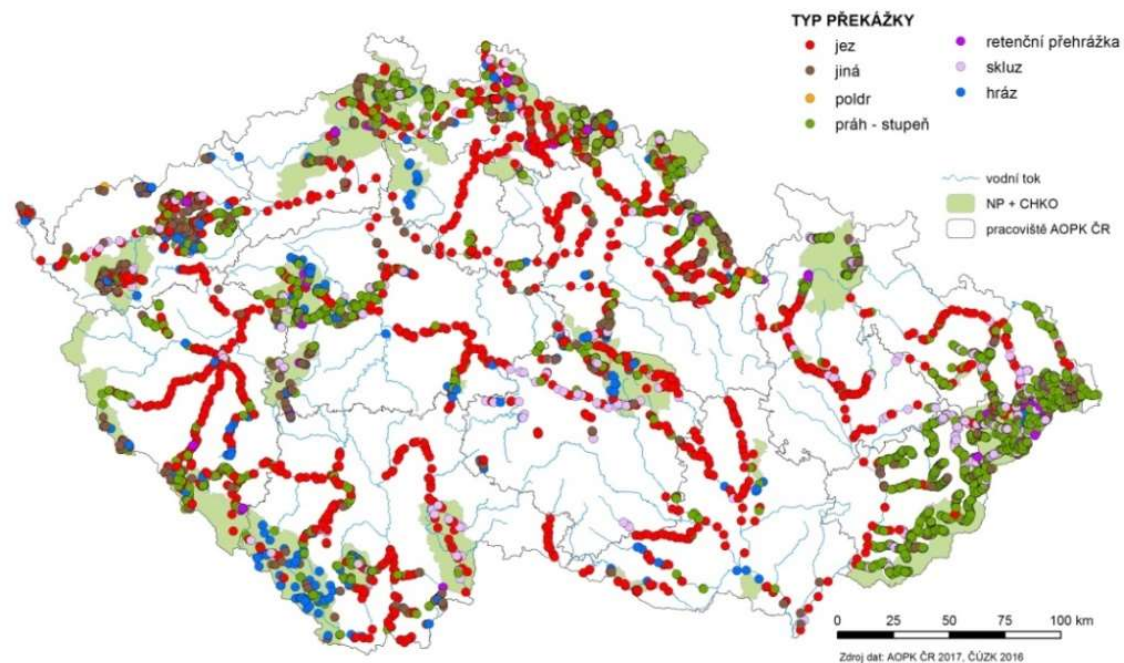 TYP PŘEKÁŽKY
jez
jiná
poldr
práh - stupeň
retenční přehrážka
skluz
hráz
vodní tok
NP + CHKO
pracoviště AOPK ČR
0 25 50 75 100 km
Zdroj dat: AOPK ČR 2017, ČÚZK 2016